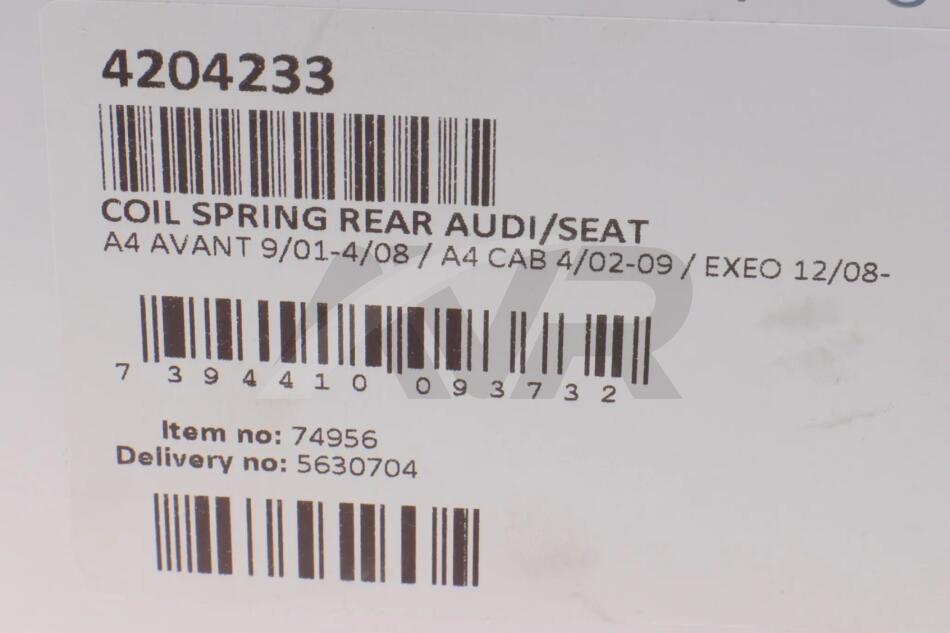 4204233
COIL SPRING REAR AUDI/SEAT
A4 AVANT 9/01-4/08 / A4 CAB 4/02-09 / EXEO 12/08-
7 394410 093732
Item no: 74956
Delivery no: 5630704